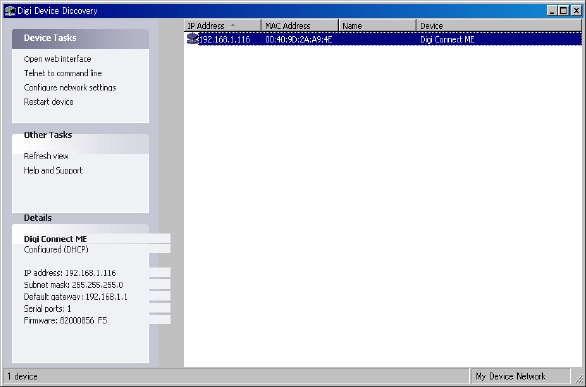 Digi Device Discovery
Device Tasks
Open web interface
Telnet to command line
Configure network settings
Restart device
Other Tasks
Refresh view
Help and Support
Details
Digi Connect ME
Configured (DHCP)
IP address: 192.168.1.116
Subnet mask: 255.255.255.0
Default gateway: 192.168.1.1
Serial ports: 1
Firmware: 82000856 F5
IP Address MAC Address Name Device
192.168.1.116 00:40:9D:2A:A9:4E Digi Connect ME
1 device My Device Network